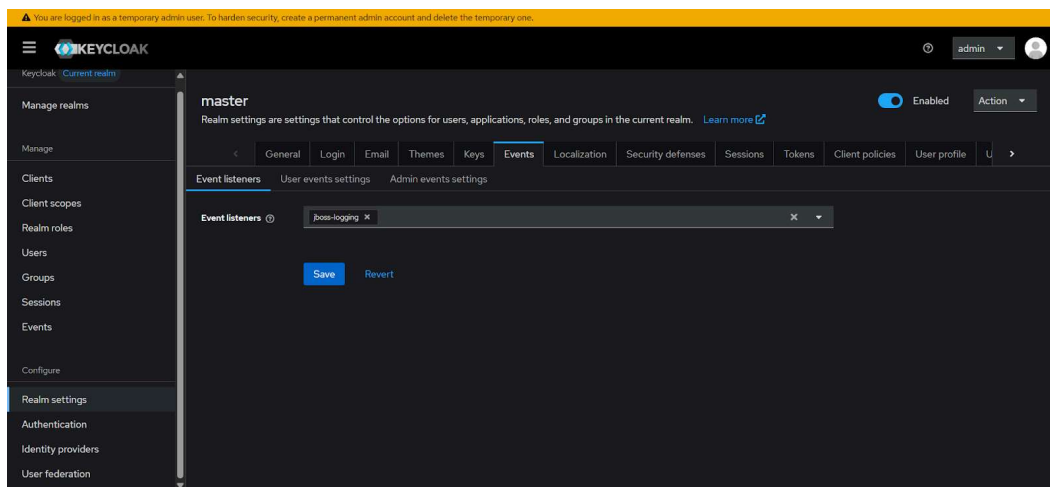 You are logged in as a temporary admin user. To harden security, create a permanent admin account and delete the temporary one.
KEYCLOAK
admin
Keycloak Current realm
Manage realms
Manage
Clients
Client scopes
Realm roles
Users
Groups
Sessions
Events
Configure
Realm settings
Authentication
Identity providers
User federation
master
Enabled
Action
Realm settings are settings that control the options for users, applications, roles, and groups in the current realm. Learn more
General Login Email Themes Keys Events Localization Security defenses Sessions Tokens Client policies User profile U
Event listeners User events settings Admin events settings
Event listeners
jboss-logging
Save Revert